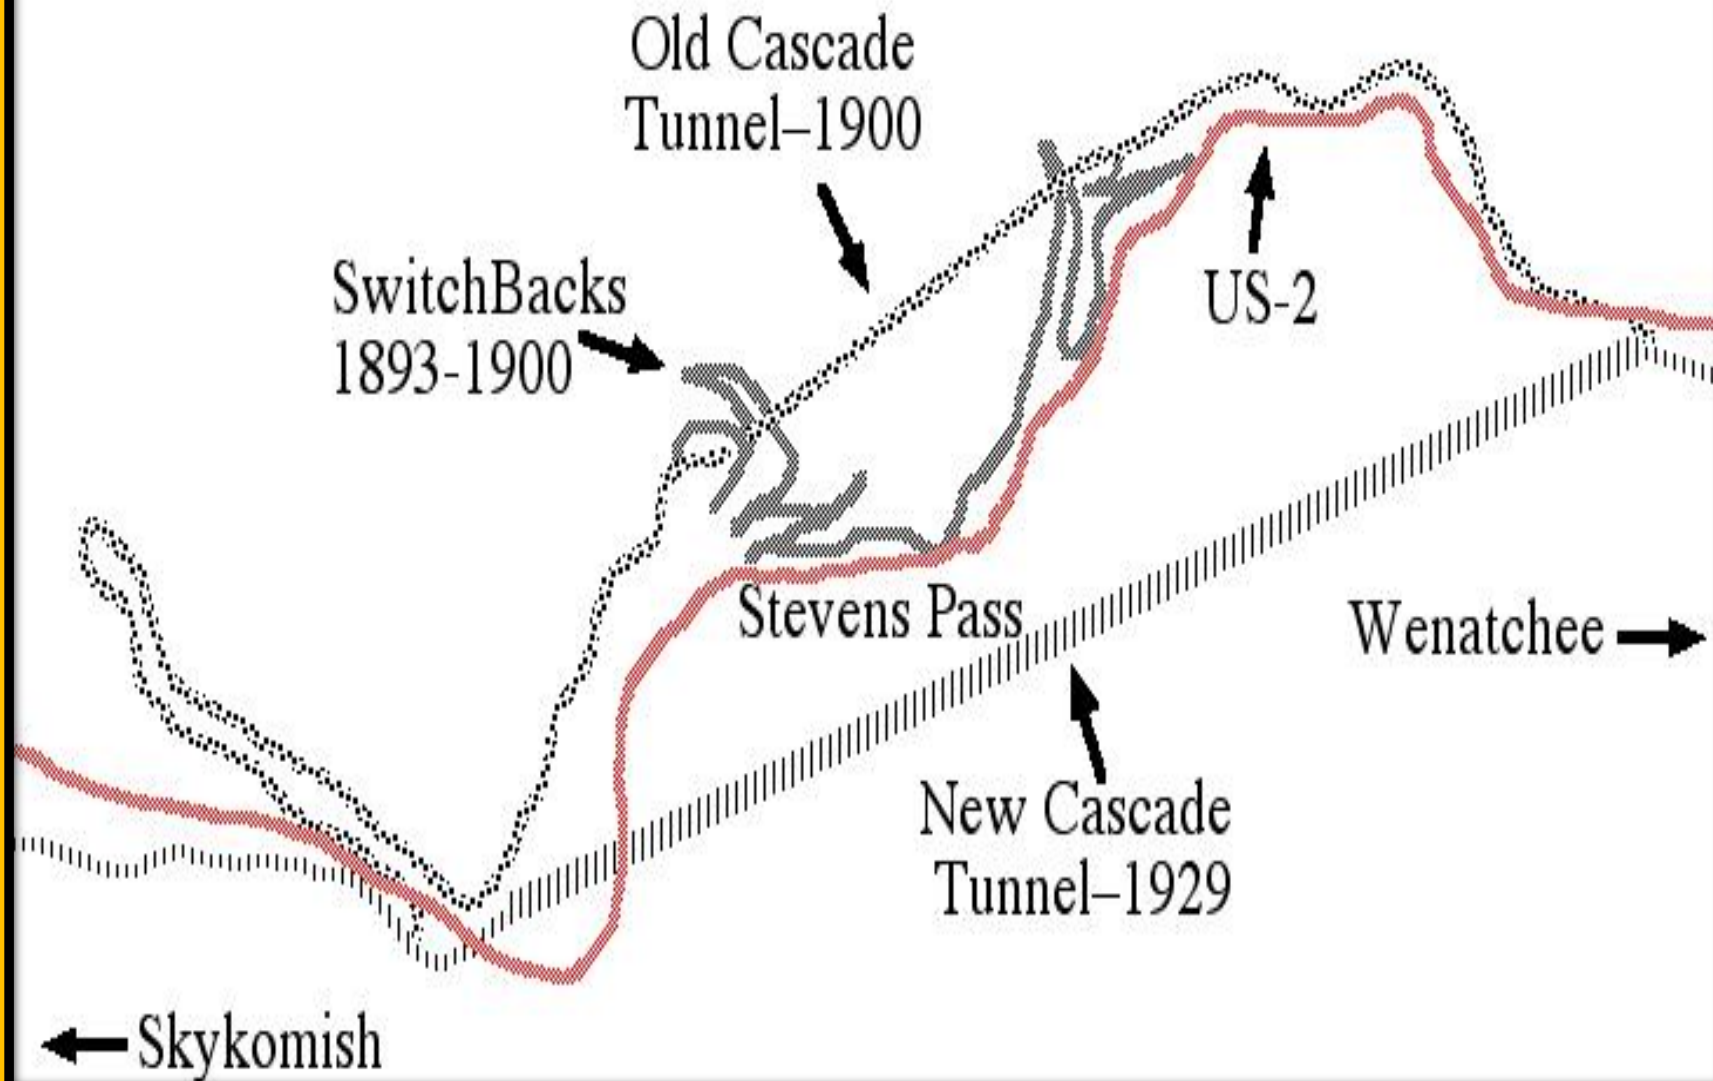 Old Cascade
Tunnel–1900
SwitchBacks
1893-1900
US-2
Stevens Pass
Wenatchee
New Cascade
Tunnel–1929
Skykomish